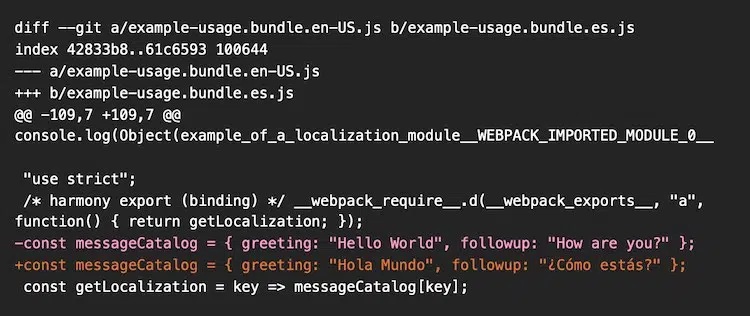 diff --git a/example-usage.bundle.en-US.js b/example-usage.bundle.es.js
index 42833b8..61c6593 100644
--- a/example-usage.bundle.en-US.js
+++ b/example-usage.bundle.es.js
@@ -109,7 +109,7 @@
console.log(Object(example_of_a_localization_module__WEBPACK_IMPORTED_MODULE_0__

 "use strict";
 /* harmony export (binding) */ __webpack_require__.d(__webpack_exports__, "a",
function() { return getLocalization; });
-const messageCatalog = { greeting: "Hello World", followup: "How are you?" };
+const messageCatalog = { greeting: "Hola Mundo", followup: "¿Cómo estás?" };
 const getLocalization = key => messageCatalog[key];